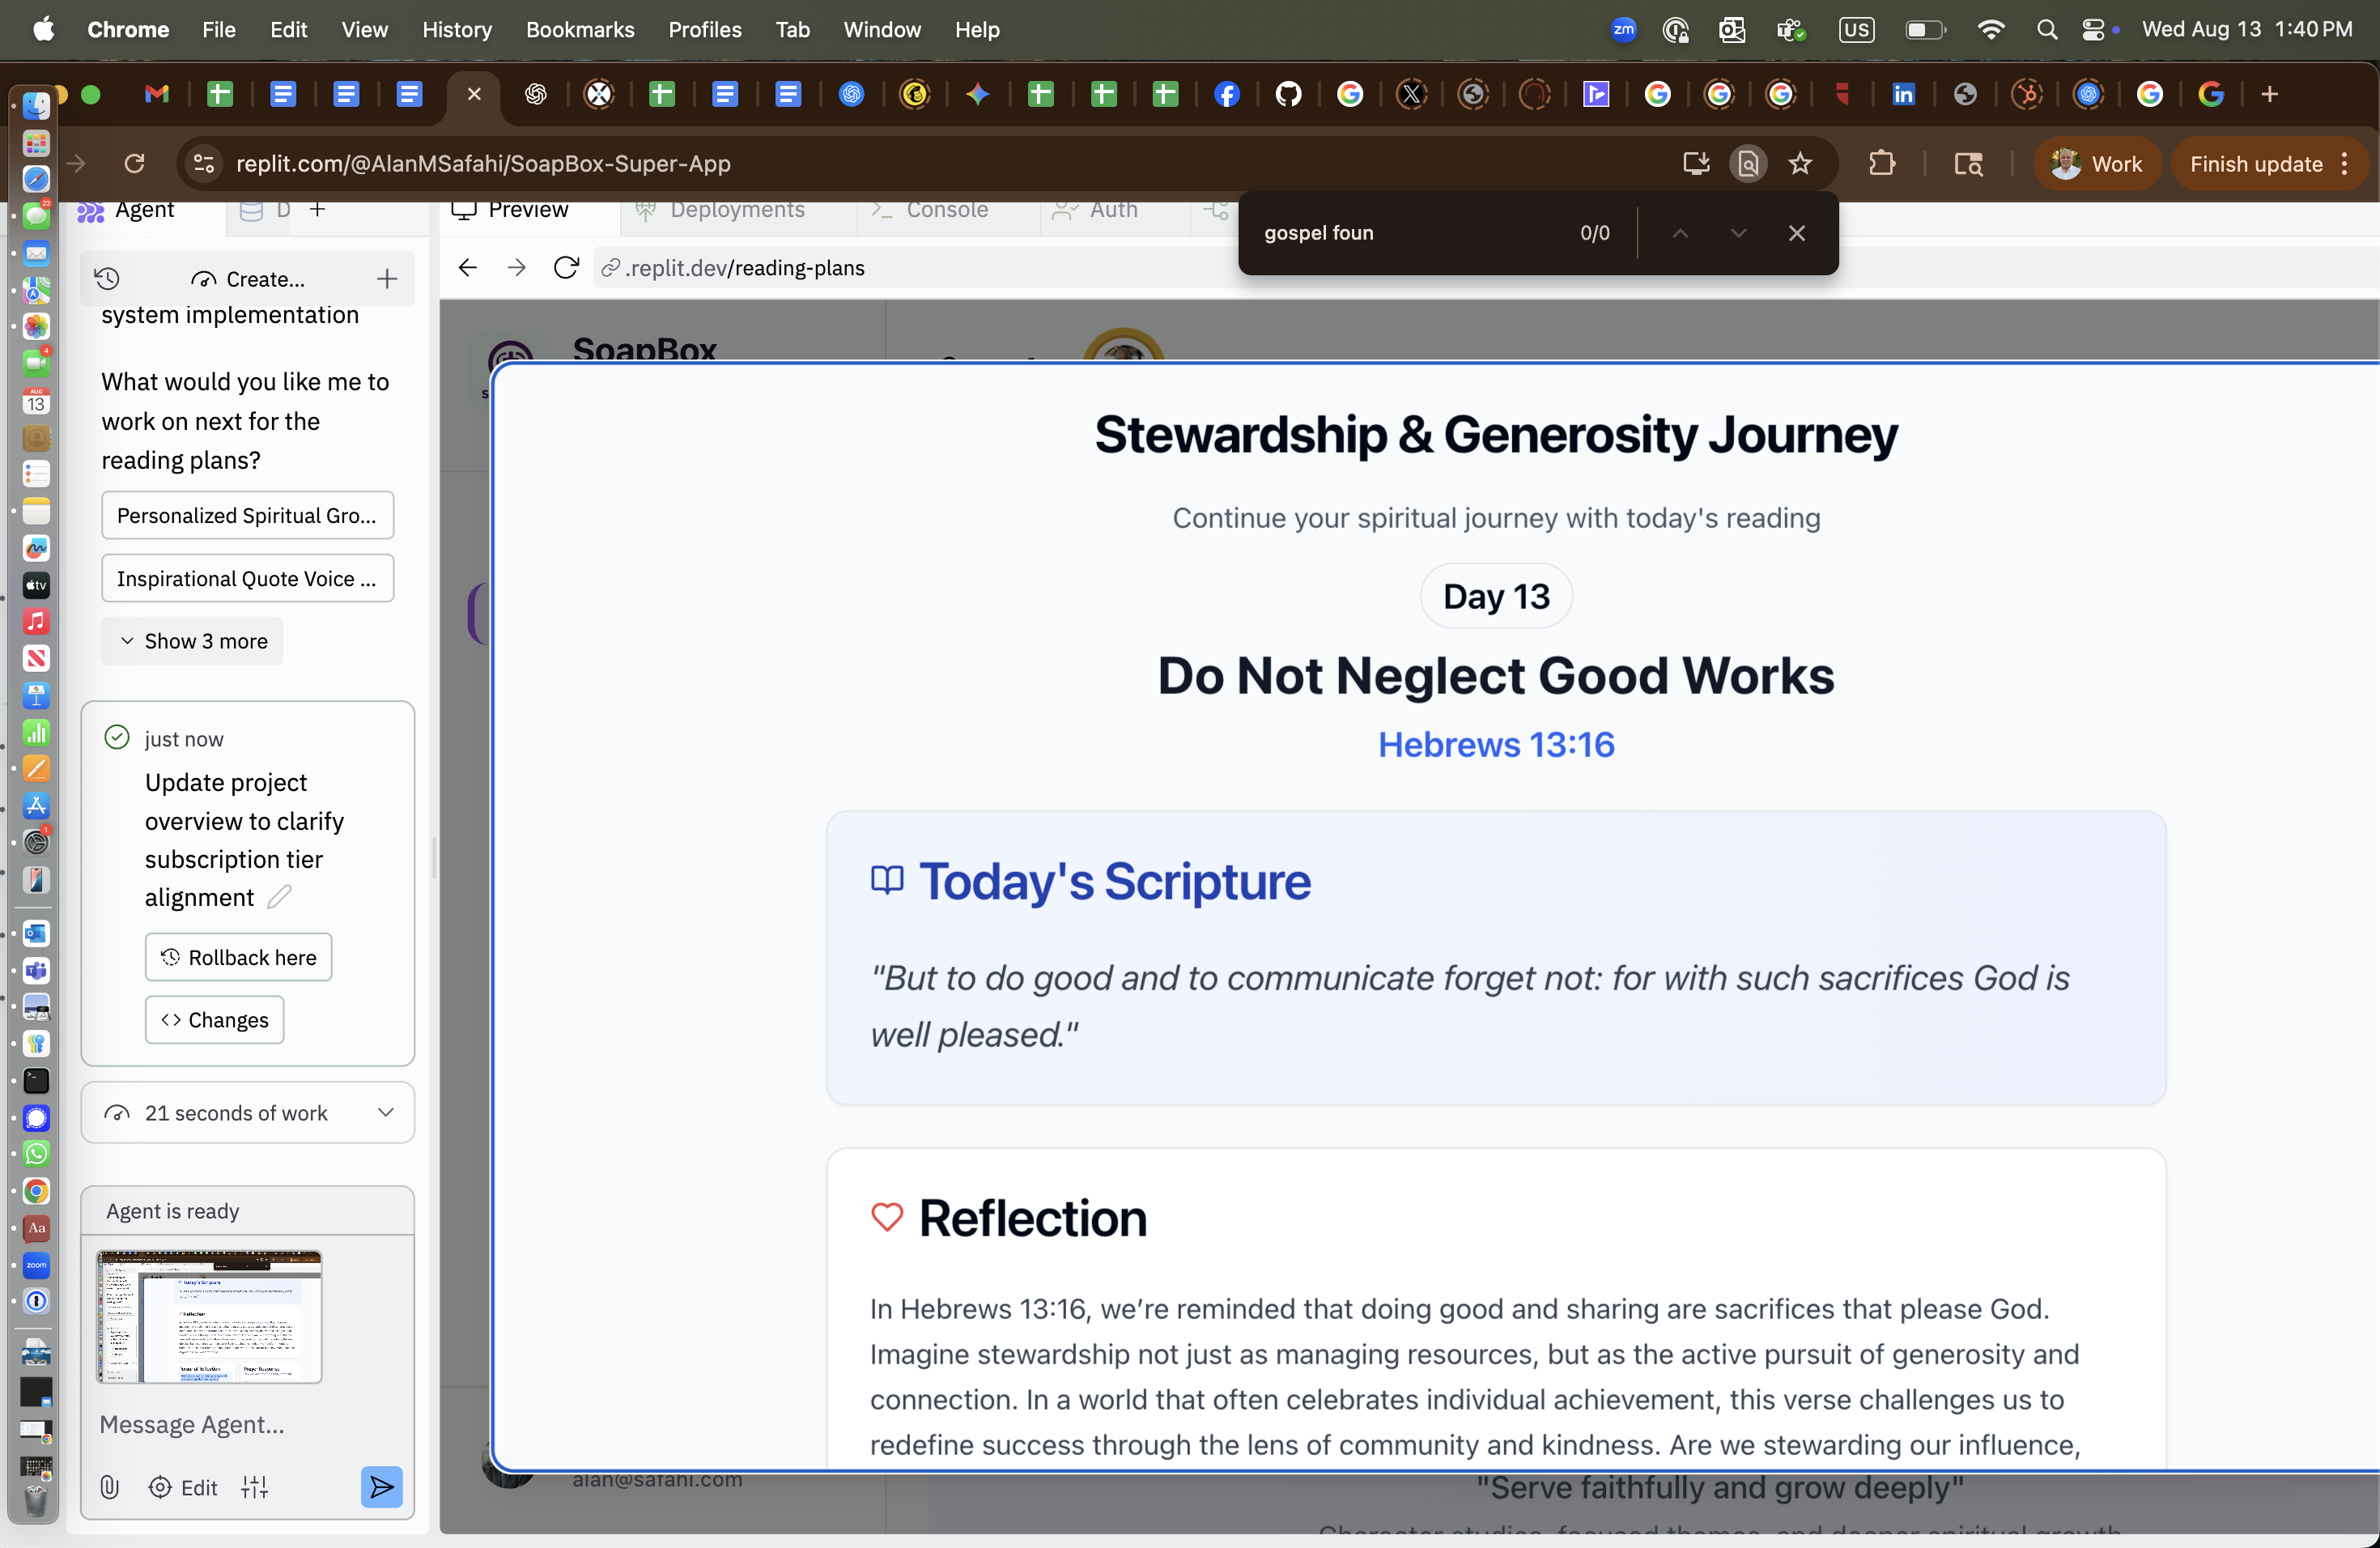 Chrome File Edit View History Bookmarks Profiles Tab Window Help zm US Wed Aug 13 1:40 PM
replit.com/@AlanMSafahi/SoapBox-Super-App Work Finish update
gospel foun 0/0
Agent D
Preview Deployments Console Auth
Create...
.replit.dev/reading-plans
system implementation
What would you like me to
work on next for the
reading plans?
Personalized Spiritual Gro...
Inspirational Quote Voice ...
Show 3 more
just now
Update project
overview to clarify
subscription tier
alignment
Rollback here
Changes
21 seconds of work
Agent is ready
Message Agent...
Edit
SoapBox
Stewardship & Generosity Journey
Continue your spiritual journey with today's reading
Day 13
Do Not Neglect Good Works
Hebrews 13:16
Today's Scripture
"But to do good and to communicate forget not: for with such sacrifices God is
well pleased."
Reflection
In Hebrews 13:16, we’re reminded that doing good and sharing are sacrifices that please God.
Imagine stewardship not just as managing resources, but as the active pursuit of generosity and
connection. In a world that often celebrates individual achievement, this verse challenges us to
redefine success through the lens of community and kindness. Are we stewarding our influence,
alan@safahi.com
"Serve faithfully and grow deeply"
Character studies, focused themes, and deeper spiritual growth